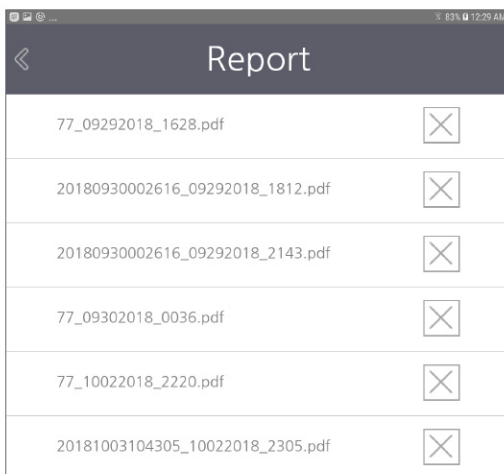 83% 12:29 AM
Report
77_09292018_1628.pdf
20180930002616_09292018_1812.pdf
20180930002616_09292018_2143.pdf
77_09302018_0036.pdf
77_10022018_2220.pdf
20181003104305_10022018_2305.pdf